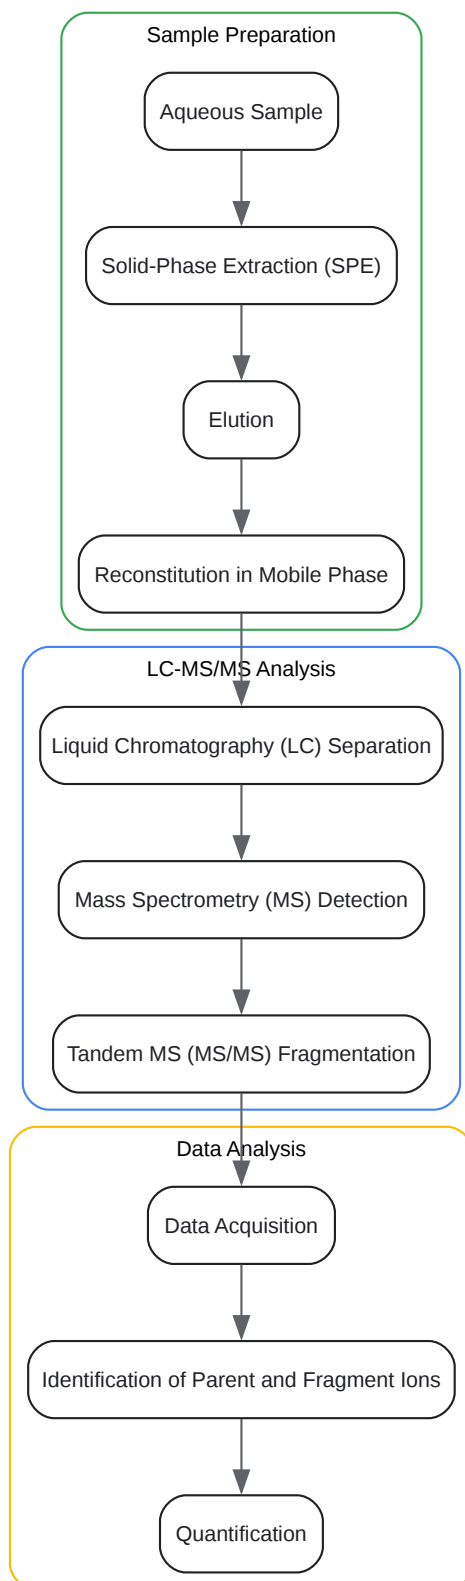 Sample Preparation
Aqueous Sample
Solid-Phase Extraction (SPE)
Elution
Reconstitution in Mobile Phase
LC-MS/MS Analysis
Liquid Chromatography (LC) Separation
Mass Spectrometry (MS) Detection
Tandem MS (MS/MS) Fragmentation
Data Analysis
Data Acquisition
Identification of Parent and Fragment Ions
Quantification